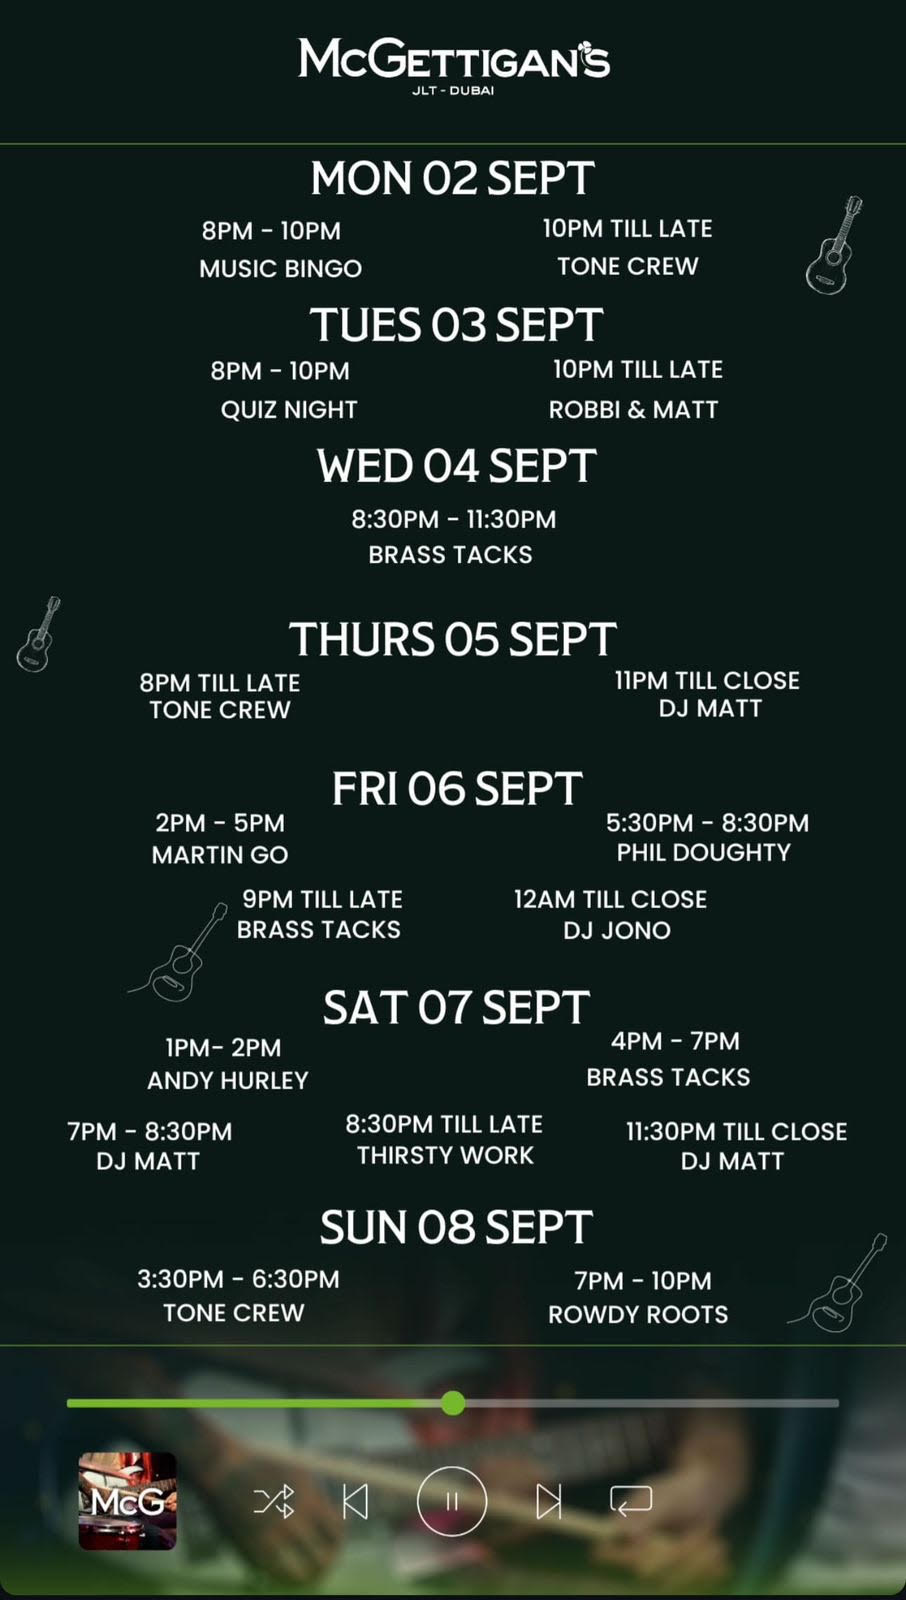 McGETTIGAN'S
JLT - DUBAI
MON 02 SEPT
8PM - 10PM
MUSIC BINGO
10PM TILL LATE
TONE CREW
TUES 03 SEPT
8PM - 10PM
QUIZ NIGHT
10PM TILL LATE
ROBBI & MATT
WED 04 SEPT
8:30PM - 11:30PM
BRASS TACKS
THURS 05 SEPT
8PM TILL LATE
TONE CREW
11PM TILL CLOSE
DJ MATT
FRI 06 SEPT
2PM - 5PM
MARTIN GO
5:30PM - 8:30PM
PHIL DOUGHTY
9PM TILL LATE
BRASS TACKS
12AM TILL CLOSE
DJ JONO
SAT 07 SEPT
1PM- 2PM
ANDY HURLEY
4PM - 7PM
BRASS TACKS
7PM - 8:30PM
DJ MATT
8:30PM TILL LATE
THIRSTY WORK
11:30PM TILL CLOSE
DJ MATT
SUN 08 SEPT
3:30PM - 6:30PM
TONE CREW
7PM - 10PM
ROWDY ROOTS
McG